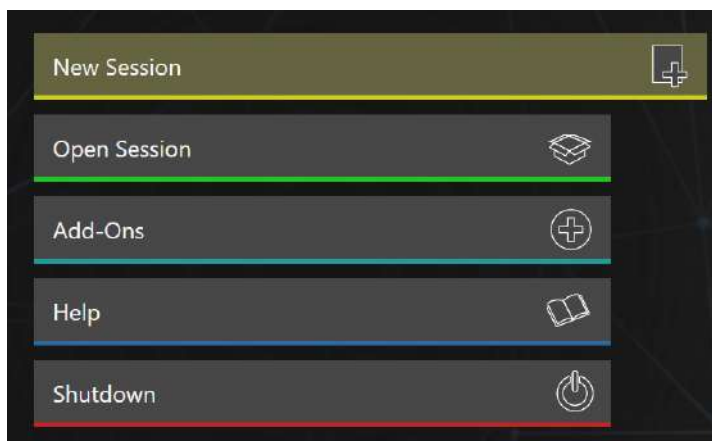 New Session
Open Session
Add-Ons
Help
Shutdown